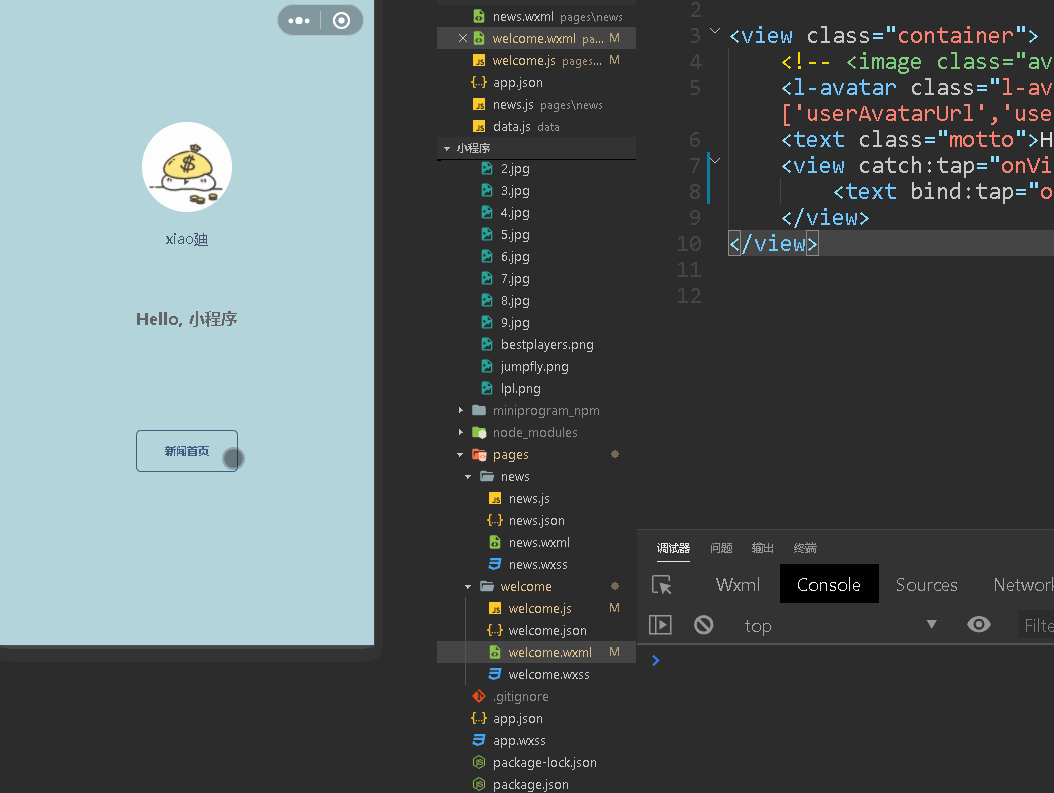 xiao廸
Hello, 小程序
新闻首页
news.wxml pages\news
welcome.wxml pa... M
welcome.js pages... M
app.json
news.js pages\news
data.js data
小程序
2.jpg
3.jpg
4.jpg
5.jpg
6.jpg
7.jpg
8.jpg
9.jpg
bestplayers.png
jumpfly.png
lpl.png
miniprogram_npm
node_modules
pages
news
news.js
news.json
news.wxml
news.wxss
welcome
welcome.js M
welcome.json
welcome.wxml M
welcome.wxss
.gitignore
app.json
app.wxss
package-lock.json
package.json
2
3 <view class="container">
4 <!-- <image class="av
5 <l-avatar class="l-av
['userAvatarUrl','use
6 <text class="motto">H
7 <view catch:tap="onVi
8 <text bind:tap="o
9 </view>
10 </view>
11
12
调试器 问题 输出 终端
Wxml Console Sources Network
top Filte